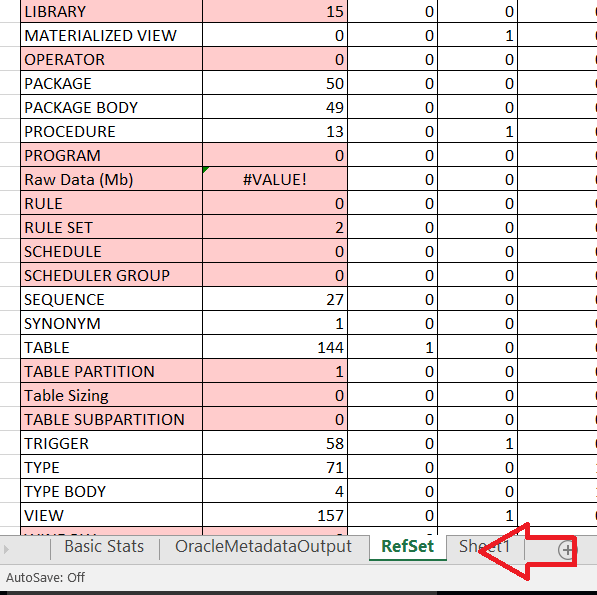 LIBRARY 15 0 0
MATERIALIZED VIEW 0 0 1
OPERATOR 0 0 0
PACKAGE 50 0 0
PACKAGE BODY 49 0 0
PROCEDURE 13 0 1
PROGRAM 0 0 0
Raw Data (Mb) #VALUE! 0 0
RULE 0 0 0
RULE SET 2 0 0
SCHEDULE 0 0 0
SCHEDULER GROUP 0 0 0
SEQUENCE 27 0 0
SYNONYM 1 0 0
TABLE 144 1 0
TABLE PARTITION 1 0 0
Table Sizing 0 0 0
TABLE SUBPARTITION 0 0 0
TRIGGER 58 0 1
TYPE 71 0 0
TYPE BODY 4 0 0
VIEW 157 0 1
Basic Stats OracleMetadataOutput RefSet Sheet1
AutoSave: Off